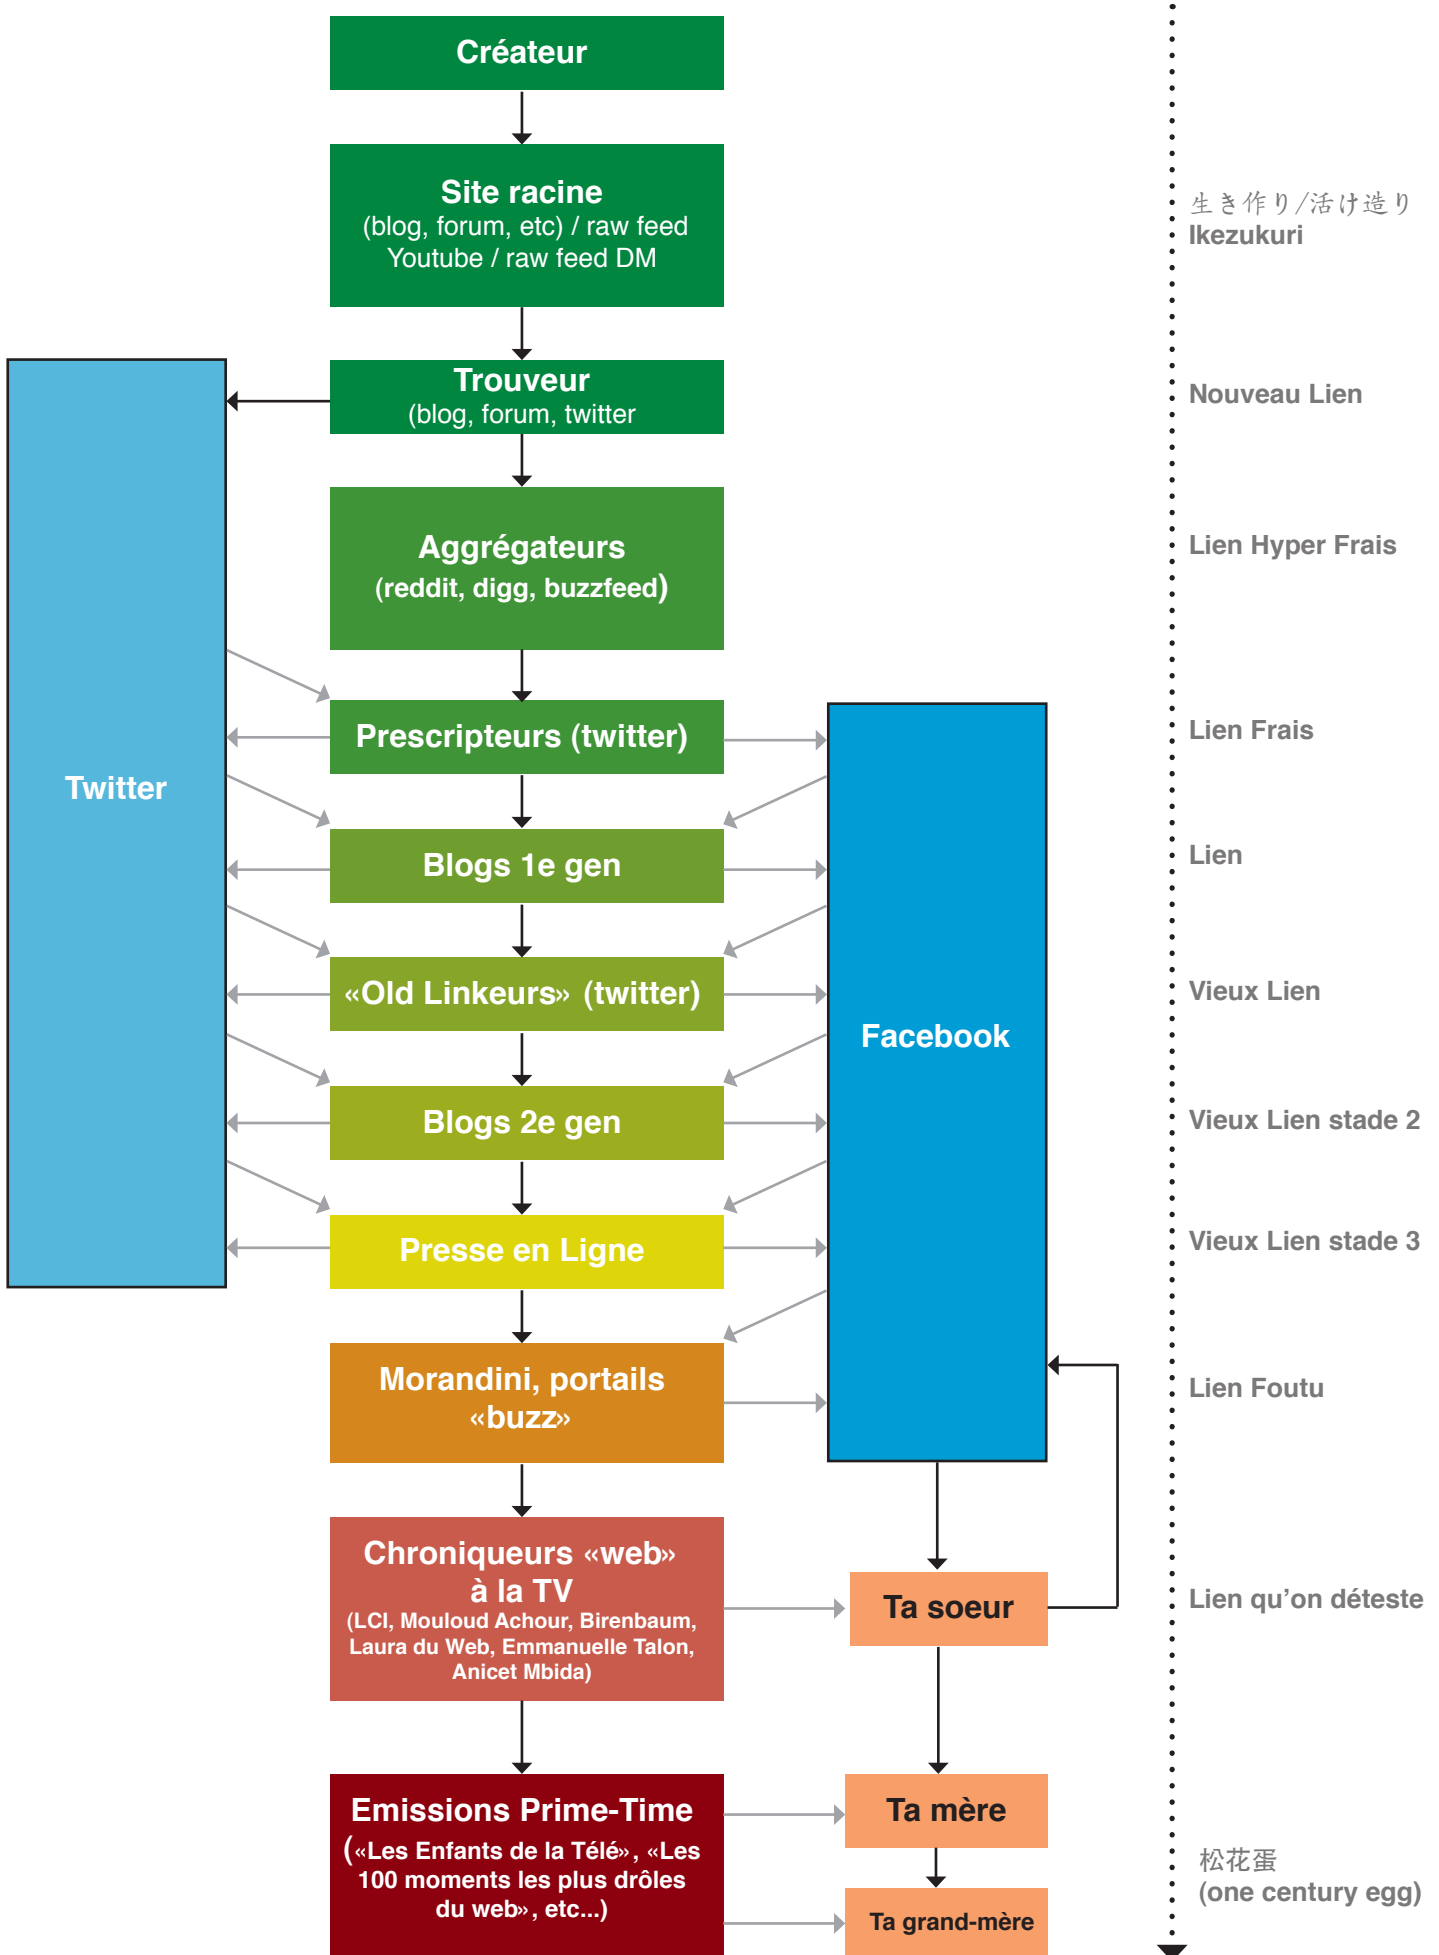 Créateur
Site racine
(blog, forum, etc) / raw feed
Youtube / raw feed DM
生き作り/活け造り
Ikezukuri
Trouveur
(blog, forum, twitter
Nouveau Lien
Aggrégateurs
(reddit, digg, buzzfeed)
Lien Hyper Frais
Prescripteurs (twitter)
Lien Frais
Twitter
Blogs 1e gen
Lien
«Old Linkeurs» (twitter)
Vieux Lien
Facebook
Blogs 2e gen
Vieux Lien stade 2
Presse en Ligne
Vieux Lien stade 3
Morandini, portails
«buzz»
Lien Foutu
Chroniqueurs «web»
à la TV
(LCI, Mouloud Achour, Birenbaum,
Laura du Web, Emmanuelle Talon,
Anicet Mbida)
Ta soeur
Lien qu'on déteste
Emissions Prime-Time
(«Les Enfants de la Télé», «Les
100 moments les plus drôles
du web», etc...)
Ta mère
Ta grand-mère
松花蛋
(one century egg)